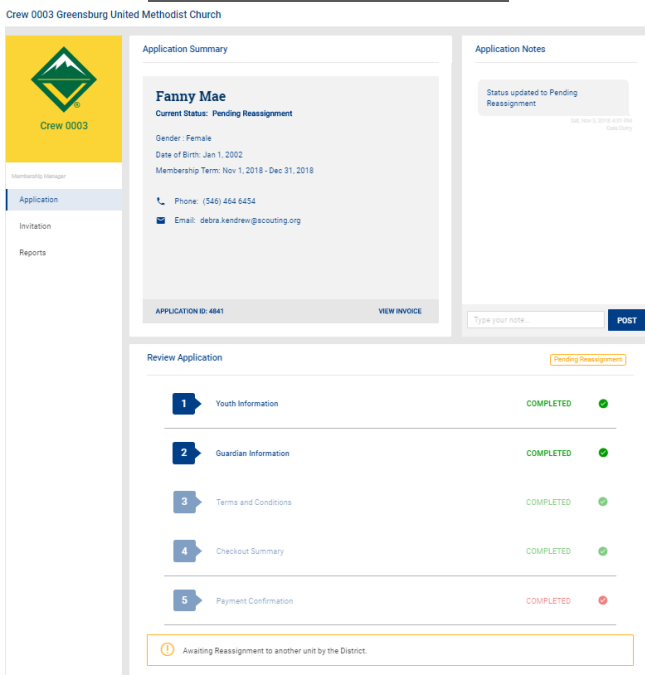 Crew 0003 Greensburg United Methodist Church
Crew 0003
Membership Manager
Application
Invitation
Reports
Application Summary
Fanny Mae
Current Status: Pending Reassignment
Gender : Female
Date of Birth: Jan 1, 2002
Membership Term: Nov 1, 2018 - Dec 31, 2018
Phone: (546) 464 6454
Email: debra.kendrew@scouting.org
APPLICATION ID: 4841
VIEW INVOICE
Application Notes
Status updated to Pending
Reassignment
Type your note...
POST
Review Application
Pending Reassignment
1 Youth Information COMPLETED
2 Guardian Information COMPLETED
3 Terms and Conditions COMPLETED
4 Checkout Summary COMPLETED
5 Payment Confirmation COMPLETED
Awaiting Reassignment to another unit by the District.